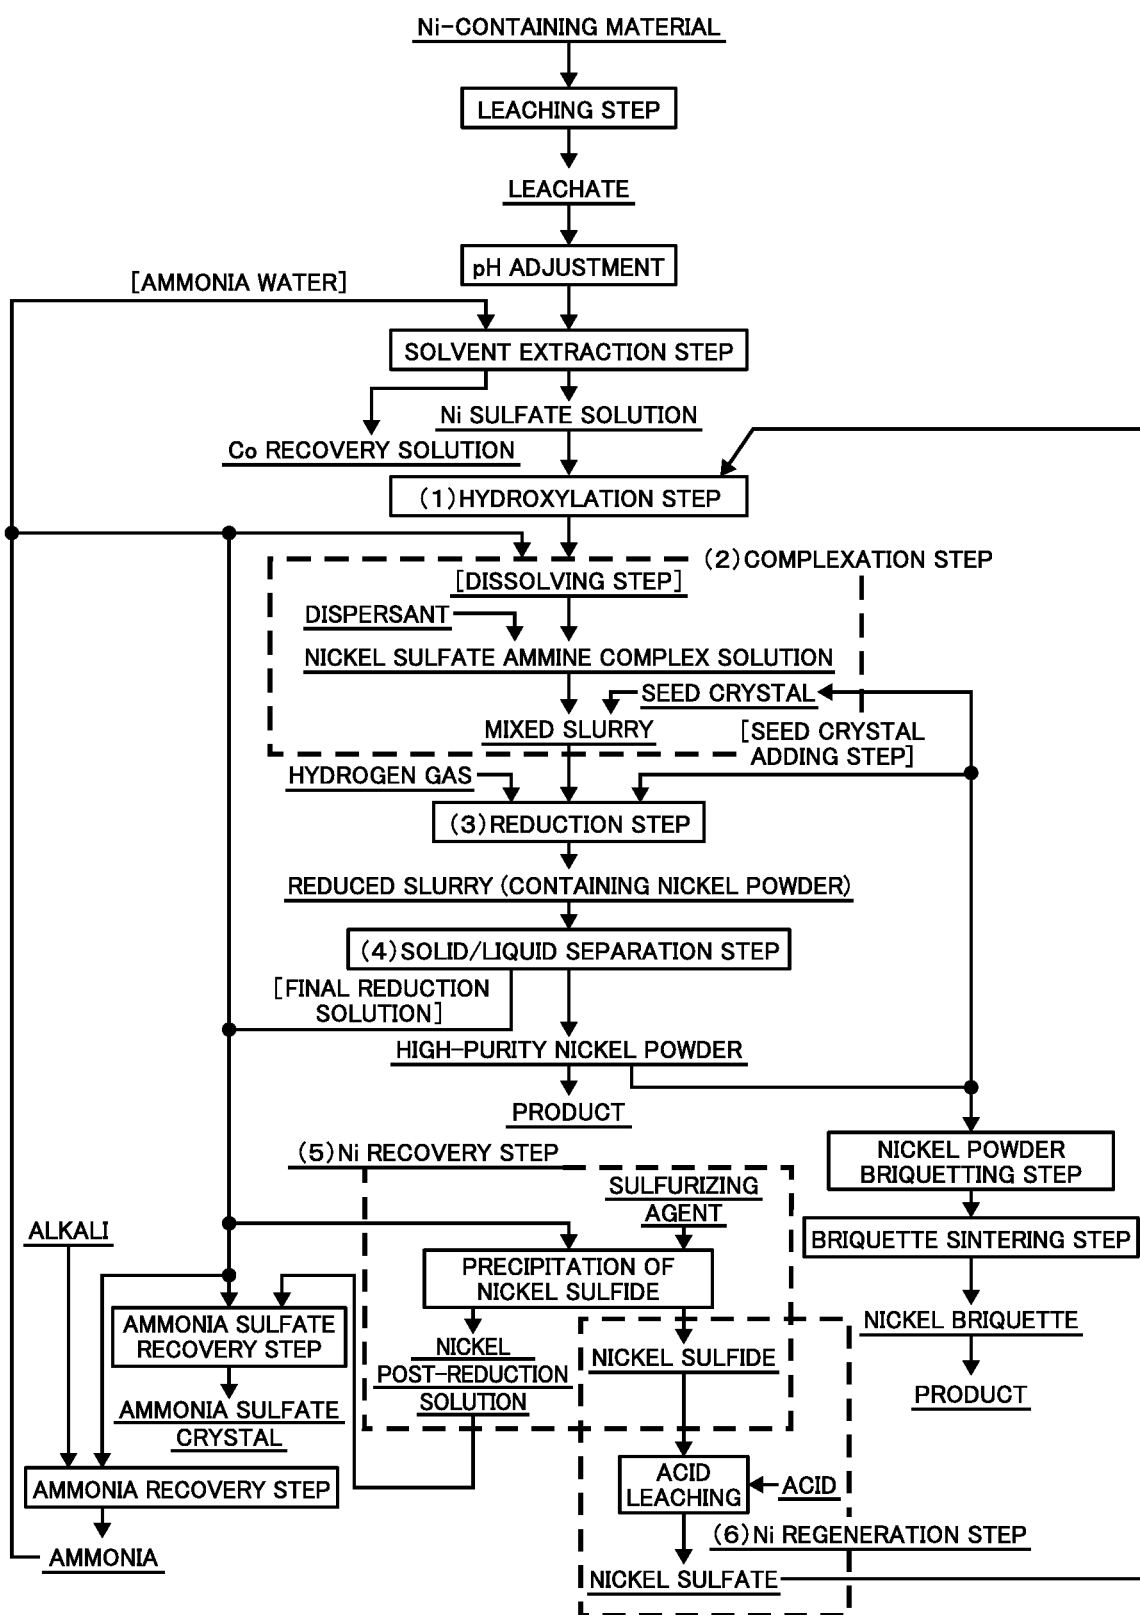 Ni-CONTAINING MATERIAL
LEACHING STEP
LEACHATE
pH ADJUSTMENT
[AMMONIA WATER]
SOLVENT EXTRACTION STEP
Ni SULFATE SOLUTION
Co RECOVERY SOLUTION
(1)HYDROXYLATION STEP
(2)COMPLEXATION STEP
[DISSOLVING STEP]
DISPERSANT
NICKEL SULFATE AMMINE COMPLEX SOLUTION
SEED CRYSTAL
MIXED SLURRY
[SEED CRYSTAL
ADDING STEP]
HYDROGEN GAS
(3)REDUCTION STEP
REDUCED SLURRY (CONTAINING NICKEL POWDER)
(4)SOLID/LIQUID SEPARATION STEP
[FINAL REDUCTION
SOLUTION]
HIGH-PURITY NICKEL POWDER
PRODUCT
NICKEL POWDER
BRIQUETTING STEP
(5)Ni RECOVERY STEP
SULFURIZING
AGENT
ALKALI
BRIQUETTE SINTERING STEP
PRECIPITATION OF
NICKEL SULFIDE
AMMONIA SULFATE
RECOVERY STEP
NICKEL
POST-REDUCTION
SOLUTION
NICKEL SULFIDE
NICKEL BRIQUETTE
PRODUCT
AMMONIA SULFATE
CRYSTAL
AMMONIA RECOVERY STEP
ACID
LEACHING
ACID
(6)Ni REGENERATION STEP
AMMONIA
NICKEL SULFATE